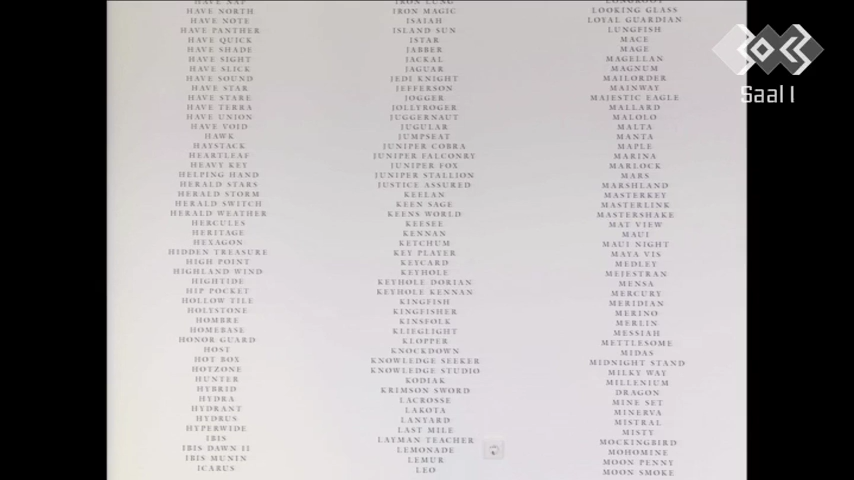 HAVE NAP
HAVE NORTH
HAVE NOTE
HAVE PANTHER
HAVE QUICK
HAVE SHADE
HAVE SIGHT
HAVE SLICK
HAVE SOUND
HAVE STAR
HAVE STARE
HAVE TERRA
HAVE UNION
HAVE VOID
HAWK
HAYSTACK
HEARTLEAF
HEAVY KEY
HELPING HAND
HERALD STARS
HERALD STORM
HERALD SWITCH
HERALD WEATHER
HERCULES
HERITAGE
HEXAGON
HIDDEN TREASURE
HIGH POINT
HIGHLAND WIND
HIGHTIDE
HIP POCKET
HOLLOW TILE
HOLYSTONE
HOMBRE
HOMEBASE
HONOR GUARD
HOST
HOT BOX
HOTZONE
HUNTER
HYBRID
HYDRA
HYDRANT
HYDRUS
HYPERWIDE
IBIS
IBIS DAWN II
IBIS MUNIN
ICARUS
IRON LUNG
IRON MAGIC
ISAIAH
ISLAND SUN
ISTAR
JABBER
JACKAL
JAGUAR
JEDI KNIGHT
JEFFERSON
JOGGER
JOLLYROGER
JUGGERNAUT
JUGULAR
JUMPSEAT
JUNIPER COBRA
JUNIPER FALCONRY
JUNIPER FOX
JUNIPER STALLION
JUSTICE ASSURED
KEELAN
KEEN SAGE
KEENS WORLD
KEESEE
KENNAN
KETCHUM
KEY PLAYER
KEYCARD
KEYHOLE
KEYHOLE DORIAN
KEYHOLE KENNAN
KINGFISH
KINGFISHER
KINSFOLK
KLIEGLIGHT
KLOPPER
KNOCKDOWN
KNOWLEDGE SEEKER
KNOWLEDGE STUDIO
KODIAK
KRIMSON SWORD
LACROSSE
LAKOTA
LANYARD
LAST MILE
LAYMAN TEACHER
LEMONADE
LEMUR
LEO
LOOKING GLASS
LOYAL GUARDIAN
LUNGFISH
MACE
MAGE
MAGELLAN
MAGNUM
MAILORDER
MAINWAY
MAJESTIC EAGLE
MALLARD
MALOLO
MALTA
MANTA
MAPLE
MARINA
MARLOCK
MARS
MARSHLAND
MASTERKEY
MASTERLINK
MASTERSHAKE
MAT VIEW
MAUI
MAUI NIGHT
MAYA VIS
MEDLEY
MEJESTRAN
MENSA
MERCURY
MERIDIAN
MERINO
MERLIN
MESSIAH
METTLESOME
MIDAS
MIDNIGHT STAND
MILKY WAY
MILLENIUM
DRAGON
MINE SET
MINERVA
MISTRAL
MISTY
MOCKINGBIRD
MOHOMINE
MOON PENNY
MOON SMOKE
Saal 1